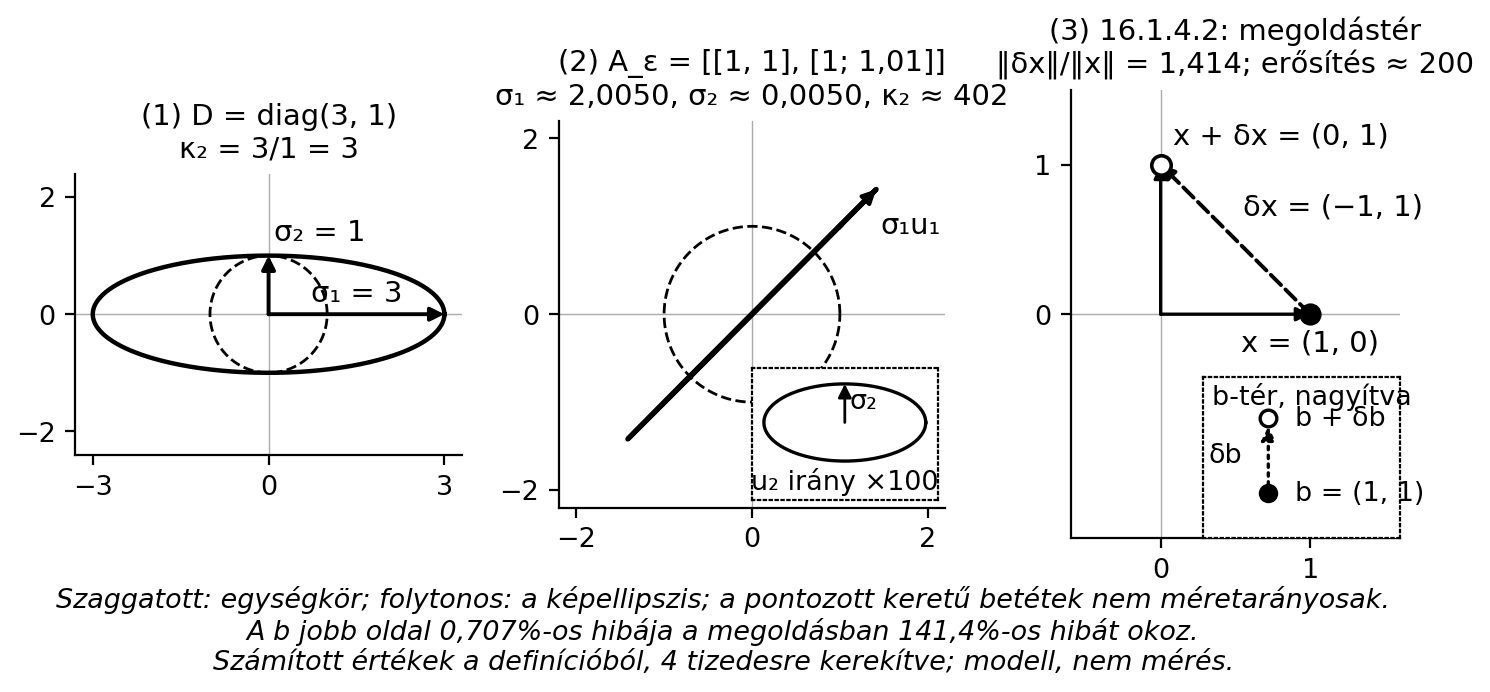 (1) D = diag(3, 1)
κ₂ = 3/1 = 3
2
0
−2
−3
0
3
σ₂ = 1
σ₁ = 3
(2) A_ε = [[1, 1], [1; 1,01]]
σ₁ ≈ 2,0050, σ₂ ≈ 0,0050, κ₂ ≈ 402
2
0
−2
−2
0
2
σ₁u₁
σ₂
u₂ irány ×100
(3) 16.1.4.2: megoldástér
‖δx‖/‖x‖ = 1,414; erősítés ≈ 200
1
0
0
1
x + δx = (0, 1)
δx = (−1, 1)
x = (1, 0)
b-tér, nagyítva
b + δb
δb
b = (1, 1)
Szaggatott: egységkör; folytonos: a képellipszis; a pontozott keretű betétek nem méretarányosak.
A b jobb oldal 0,707%-os hibája a megoldásban 141,4%-os hibát okoz.
Számított értékek a definícióból, 4 tizedesre kerekítve; modell, nem mérés.